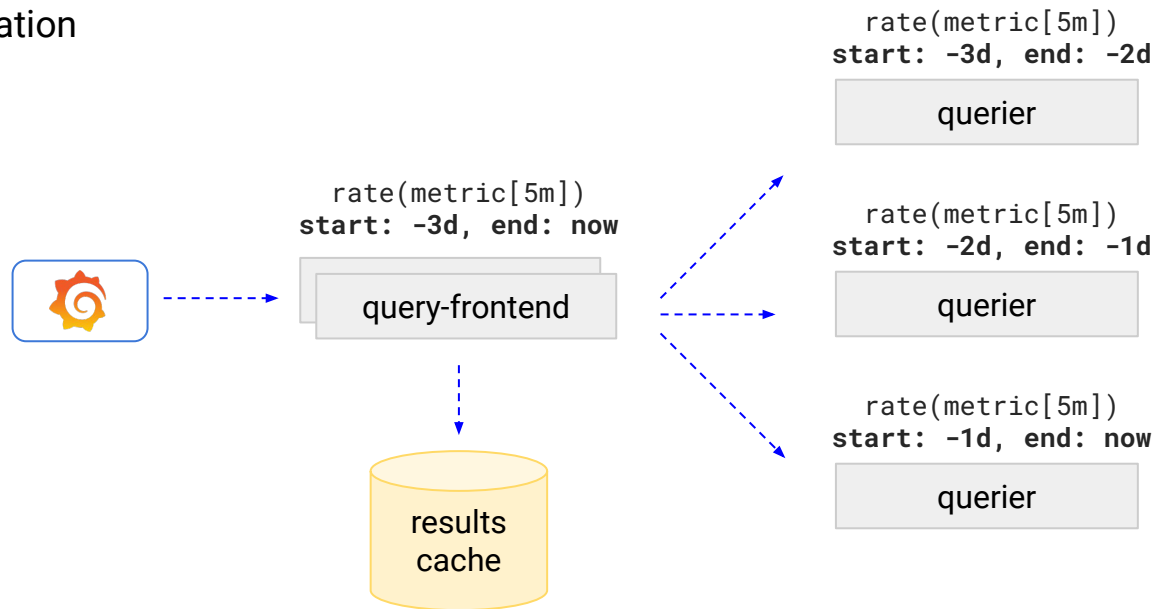 ation
rate(metric[5m])
start: -3d, end: now
query-frontend
results
cache
rate(metric[5m])
start: -3d, end: -2d
querier
rate(metric[5m])
start: -2d, end: -1d
querier
rate(metric[5m])
start: -1d, end: now
querier